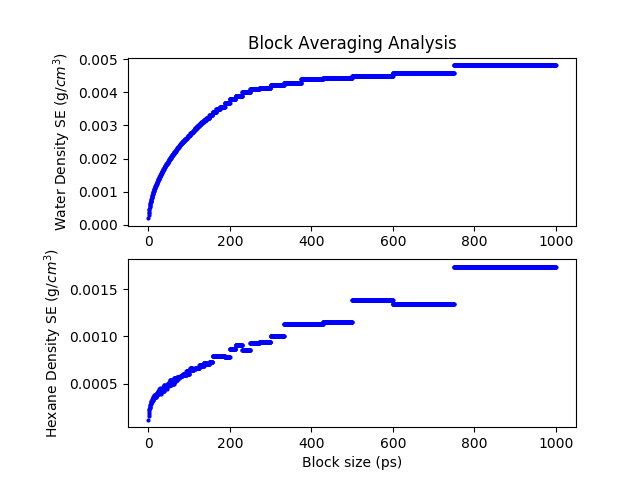 Block Averaging Analysis
Water Density SE (g/cm³)
0.005
0.004
0.003
0.002
0.001
0.000
0 200 400 600 800 1000
Hexane Density SE (g/cm³)
0.0015
0.0010
0.0005
0 200 400 600 800 1000
Block size (ps)